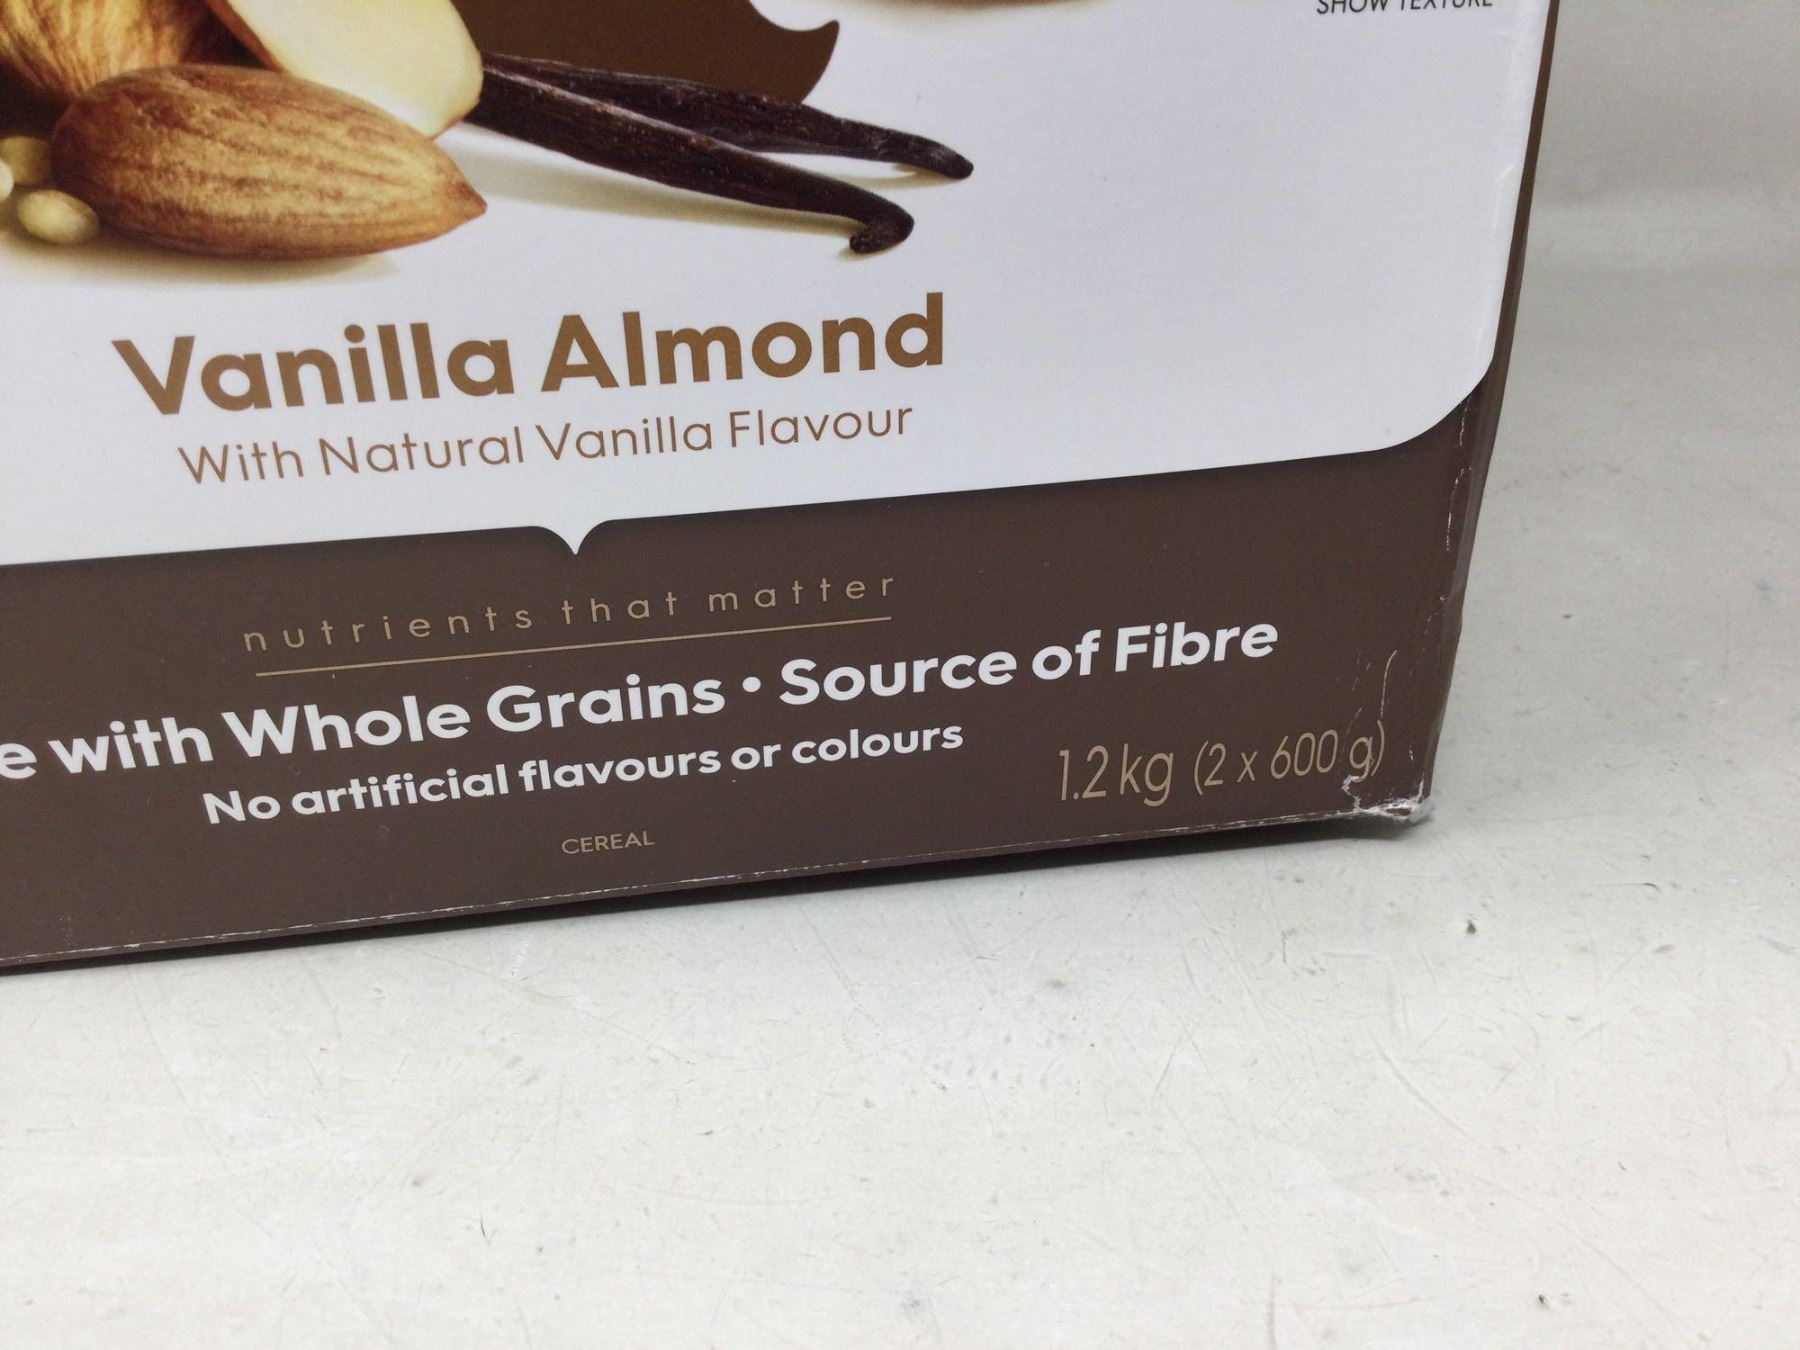 SHOW TEXTURE
Vanilla Almond
With Natural Vanilla Flavour
nutrients that matter
with Whole Grains • Source of Fibre
No artificial flavours or colours
1.2 kg (2 x 600 g)
CEREAL